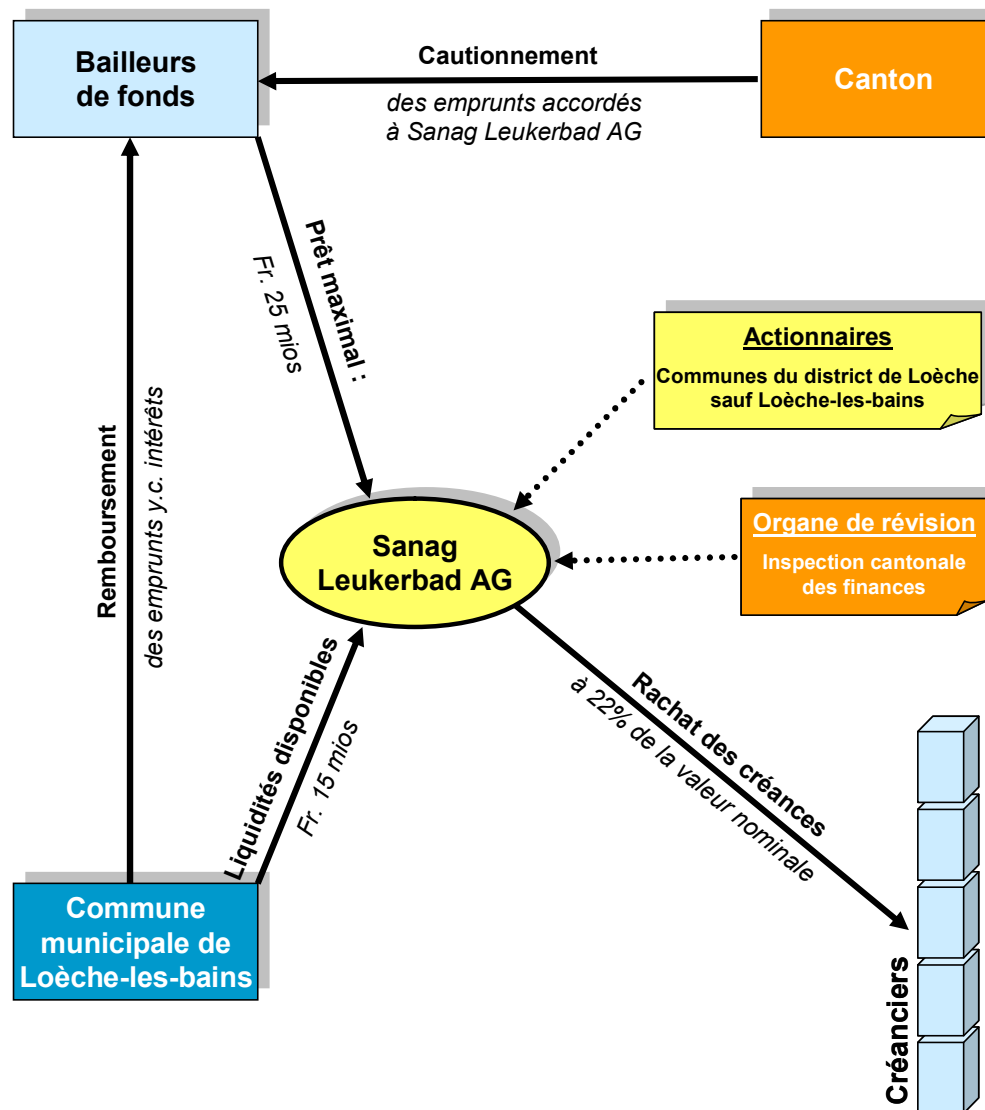 Bailleurs
de fonds
Cautionnement
des emprunts accordés
à Sanag Leukerbad AG
Canton
Prêt maximal :
Fr. 25 mios
Remboursement
des emprunts y.c. intérêts
Actionnaires
Communes du district de Loèche
sauf Loèche-les-bains
Organe de révision
Inspection cantonale
des finances
Sanag
Leukerbad AG
Liquidités disponibles
Fr. 15 mios
Rachat des créances
à 22% de la valeur nominale
Commune
municipale de
Loèche-les-bains
Créanciers